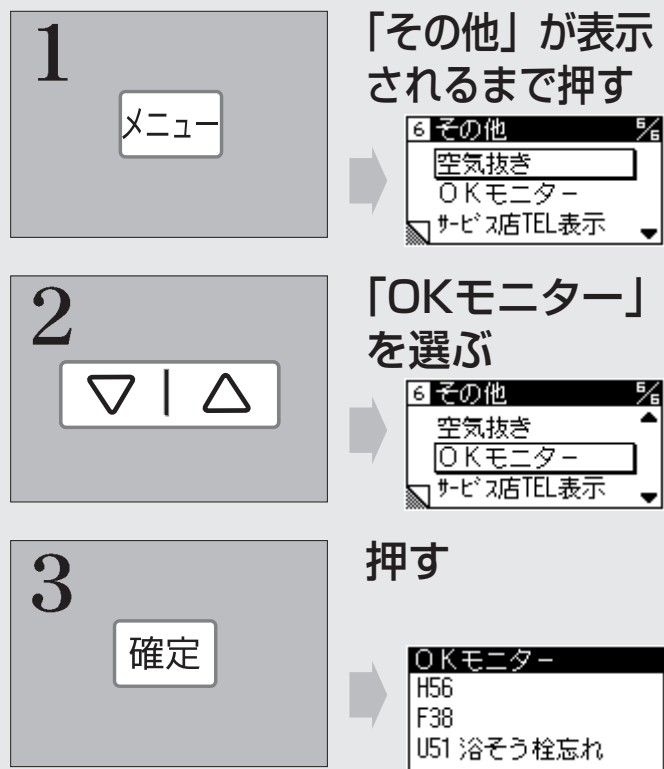 1
メニュー
「その他」が表示
されるまで押す
6 その他 5/6
空気抜き
OKモニター
サービス店TEL表示
2
▽ | △
「OKモニター」
を選ぶ
6 その他 5/6
空気抜き
OKモニター
サービス店TEL表示
3
確定
押す
OKモニター
H56
F38
U51 浴そう栓忘れ